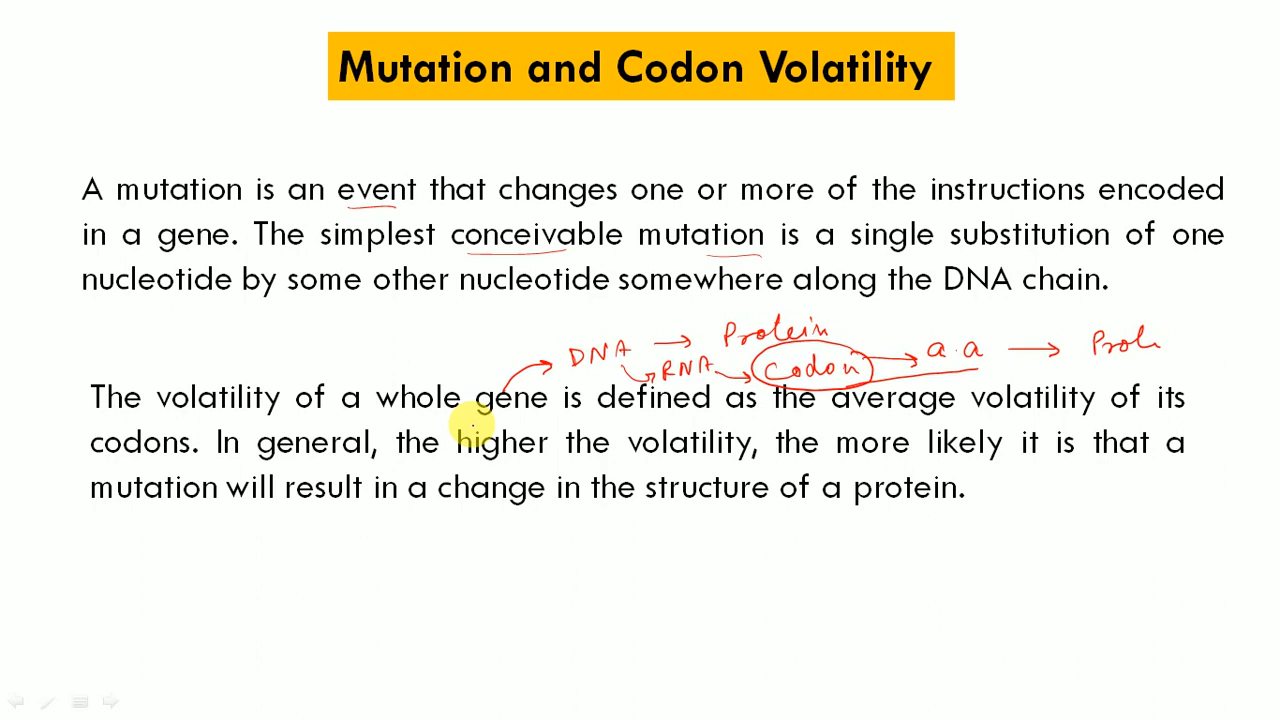 Mutation and Codon Volatility
A mutation is an event that changes one or more of the instructions encoded
in a gene. The simplest conceivable mutation is a single substitution of one
nucleotide by some other nucleotide somewhere along the DNA chain.
DNA → Protein
RNA → Codon → a.a → Prote
The volatility of a whole gene is defined as the average volatility of its
codons. In general, the higher the volatility, the more likely it is that a
mutation will result in a change in the structure of a protein.